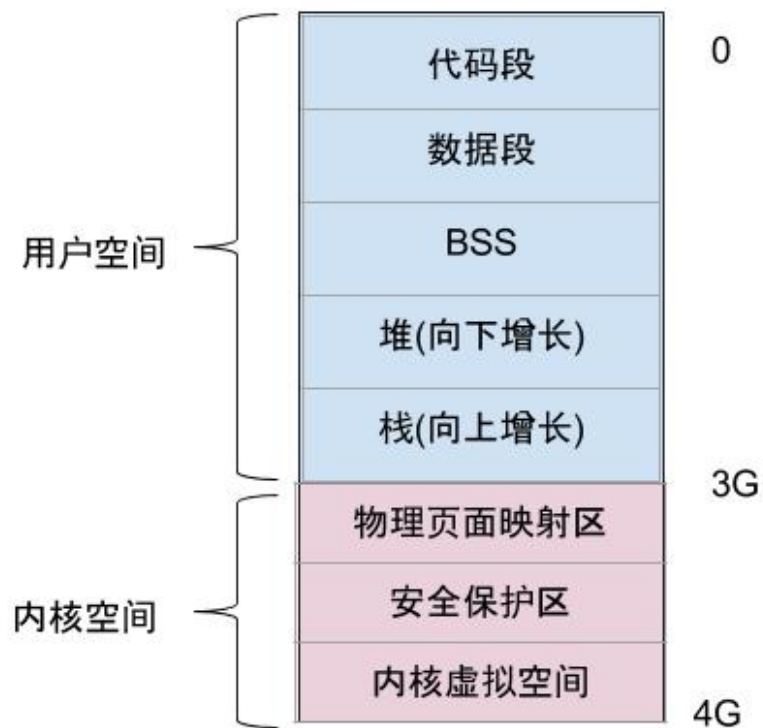 代码段
0
数据段
BSS
用户空间
堆(向下增长)
栈(向上增长)
3G
物理页面映射区
安全保护区
内核空间
内核虚拟空间
4G